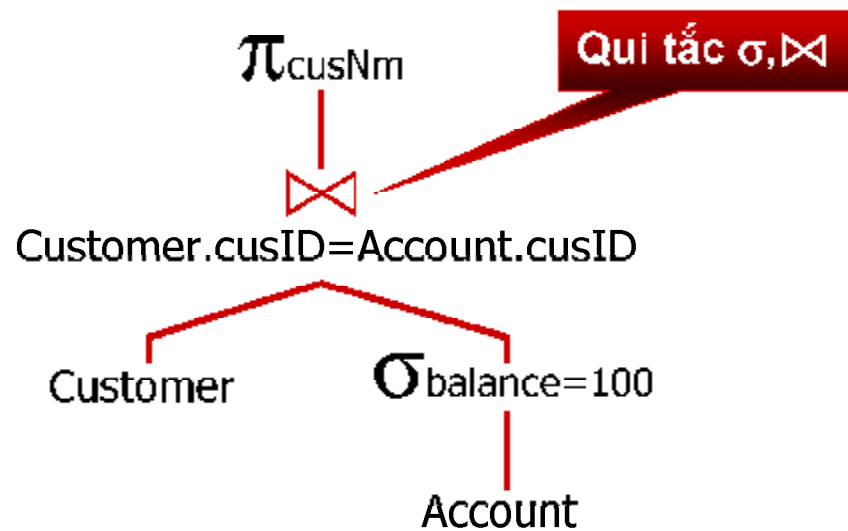 Qui tắc σ,⋈
πcusNm
⋈
Customer.cusID=Account.cusID
Customer
σbalance=100
Account